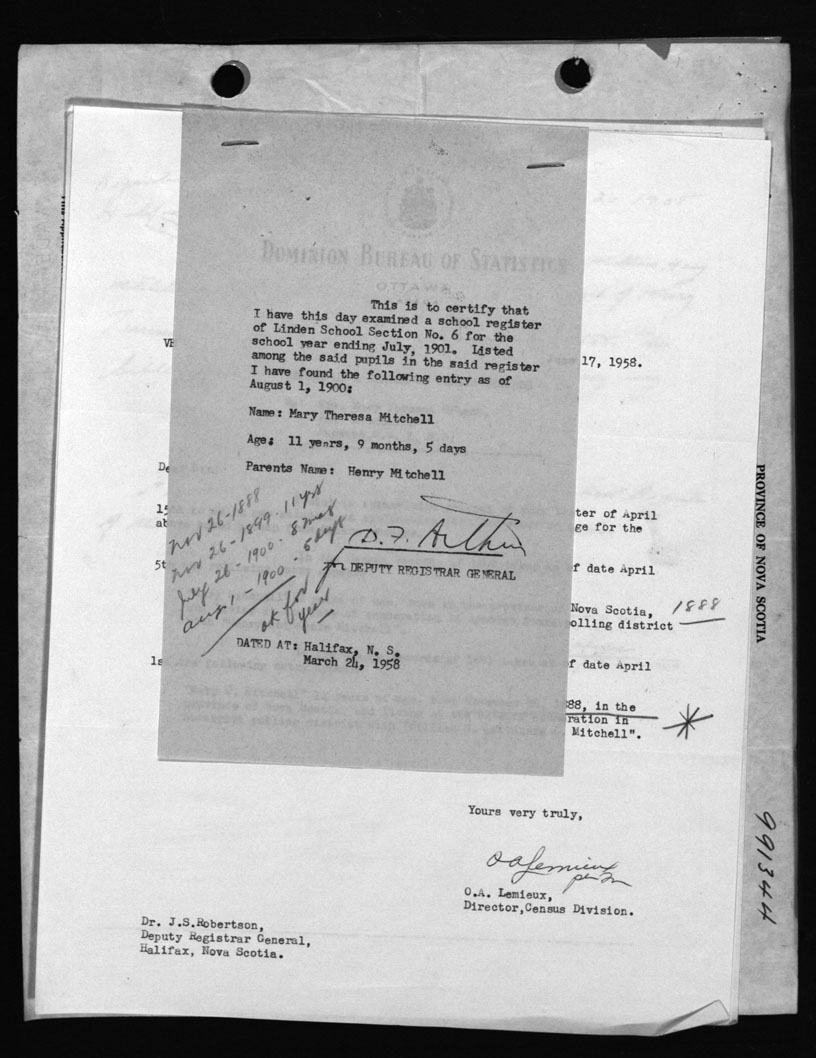 DOMINION BUREAU OF STATISTICS
OTTAWA
This is to certify that
I have this day examined a school register
of Linden School Section No. 6 for the
school year ending July, 1901. Listed
among the said pupils in the said register
I have found the following entry as of
August 1, 1900:
17, 1958.
Name: Mary Theresa Mitchell
Age: 11 years, 9 months, 5 days
Parents Name: Henry Mitchell
Nov 26-1888
Nov 26-1899 - 11 yrs
July 26-1900 - 8 mos
Aug 1-1900 - 5 days
ok for year
D. F. Arthur
for DEPUTY REGISTRAR GENERAL
DATED AT: Halifax, N. S.
March 24, 1958
ter of April
ge for the
f date April
Nova Scotia, 1888
olling district
f date April
88, in the
ration in
Mitchell".
Yours very truly,
O A Lemieux
per
O.A. Lemieux,
Director,Census Division.
Dr. J.S.Robertson,
Deputy Registrar General,
Halifax, Nova Scotia.
PROVINCE OF NOVA SCOTIA
991344